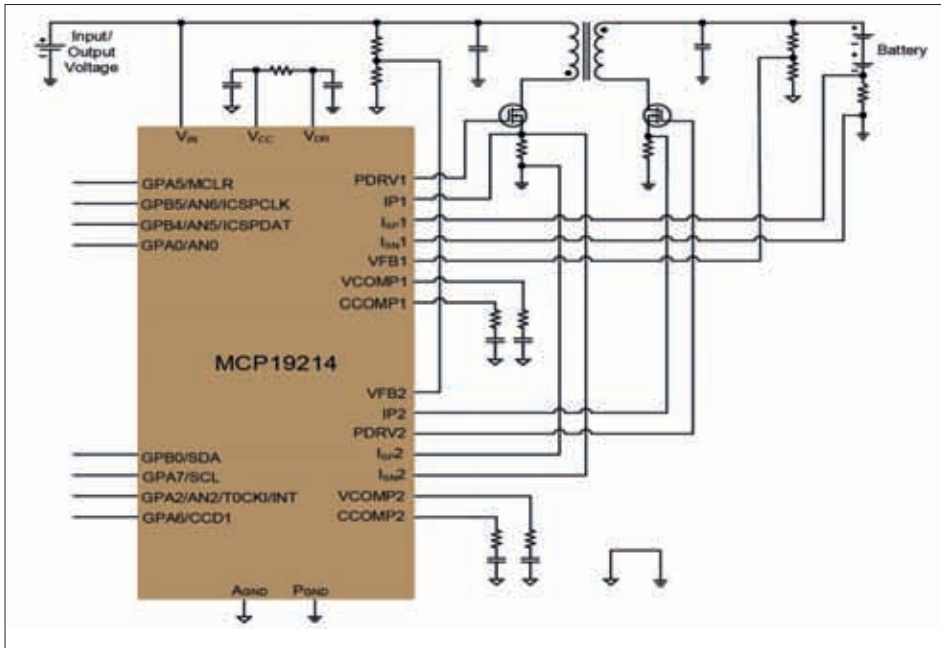 Input/
Output
Voltage
Battery
VIN
VCC
VDR
GPA5/MCLR
GPB5/AN6/ICSPCLK
GPB4/AN5/ICSPDAT
GPA0/AN0
PDRV1
IP1
ISP1
ISN1
VFB1
VCOMP1
CCOMP1
MCP19214
VFB2
IP2
PDRV2
ISP2
ISN2
VCOMP2
CCOMP2
GPB0/SDA
GPA7/SCL
GPA2/AN2/T0CKI/INT
GPA6/CCD1
AGND
PGND